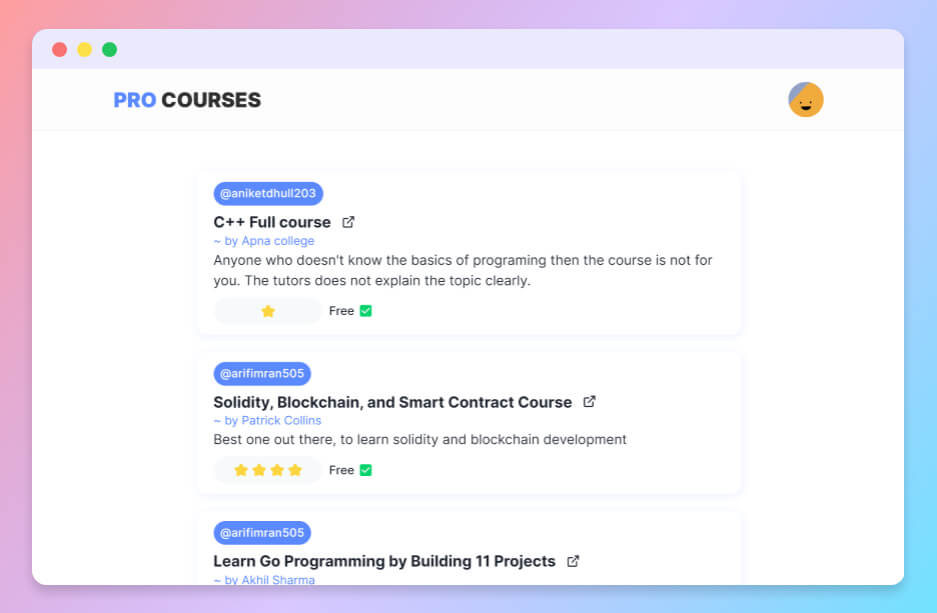 PRO COURSES
@aniketdhull203
C++ Full course
~ by Apna college
Anyone who doesn't know the basics of programing then the course is not for
you. The tutors does not explain the topic clearly.
Free
@arifimran505
Solidity, Blockchain, and Smart Contract Course
~ by Patrick Collins
Best one out there, to learn solidity and blockchain development
Free
@arifimran505
Learn Go Programming by Building 11 Projects
~ by Akhil Sharma